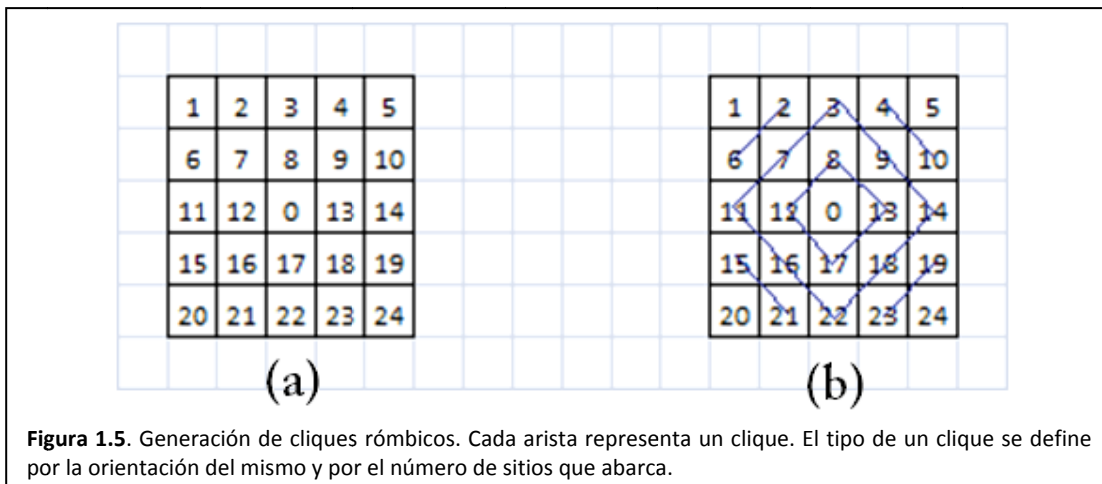 1 2 3 4 5
6 7 8 9 10
11 12 0 13 14
15 16 17 18 19
20 21 22 23 24
(a)
1 2 3 4 5
6 7 8 9 10
11 12 0 13 14
15 16 17 18 19
20 21 22 23 24
(b)
Figura 1.5. Generación de cliques rómbicos. Cada arista representa un clique. El tipo de un clique se define
por la orientación del mismo y por el número de sitios que abarca.